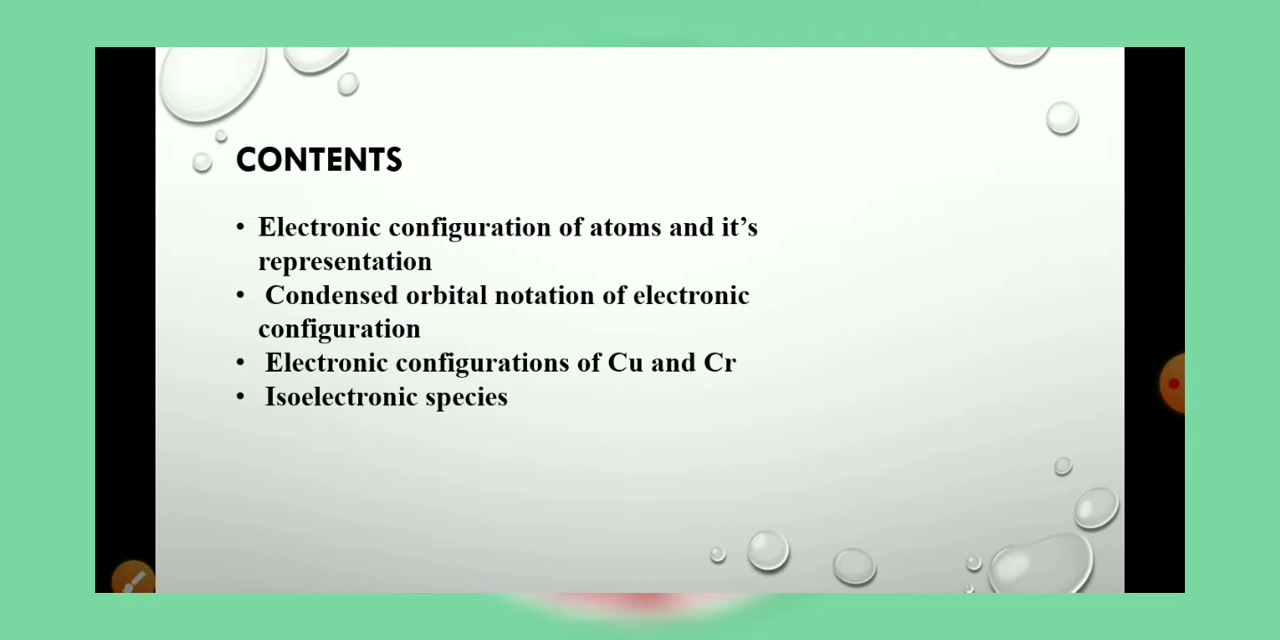 CONTENTS
• Electronic configuration of atoms and it’s
representation
• Condensed orbital notation of electronic
configuration
• Electronic configurations of Cu and Cr
• Isoelectronic species